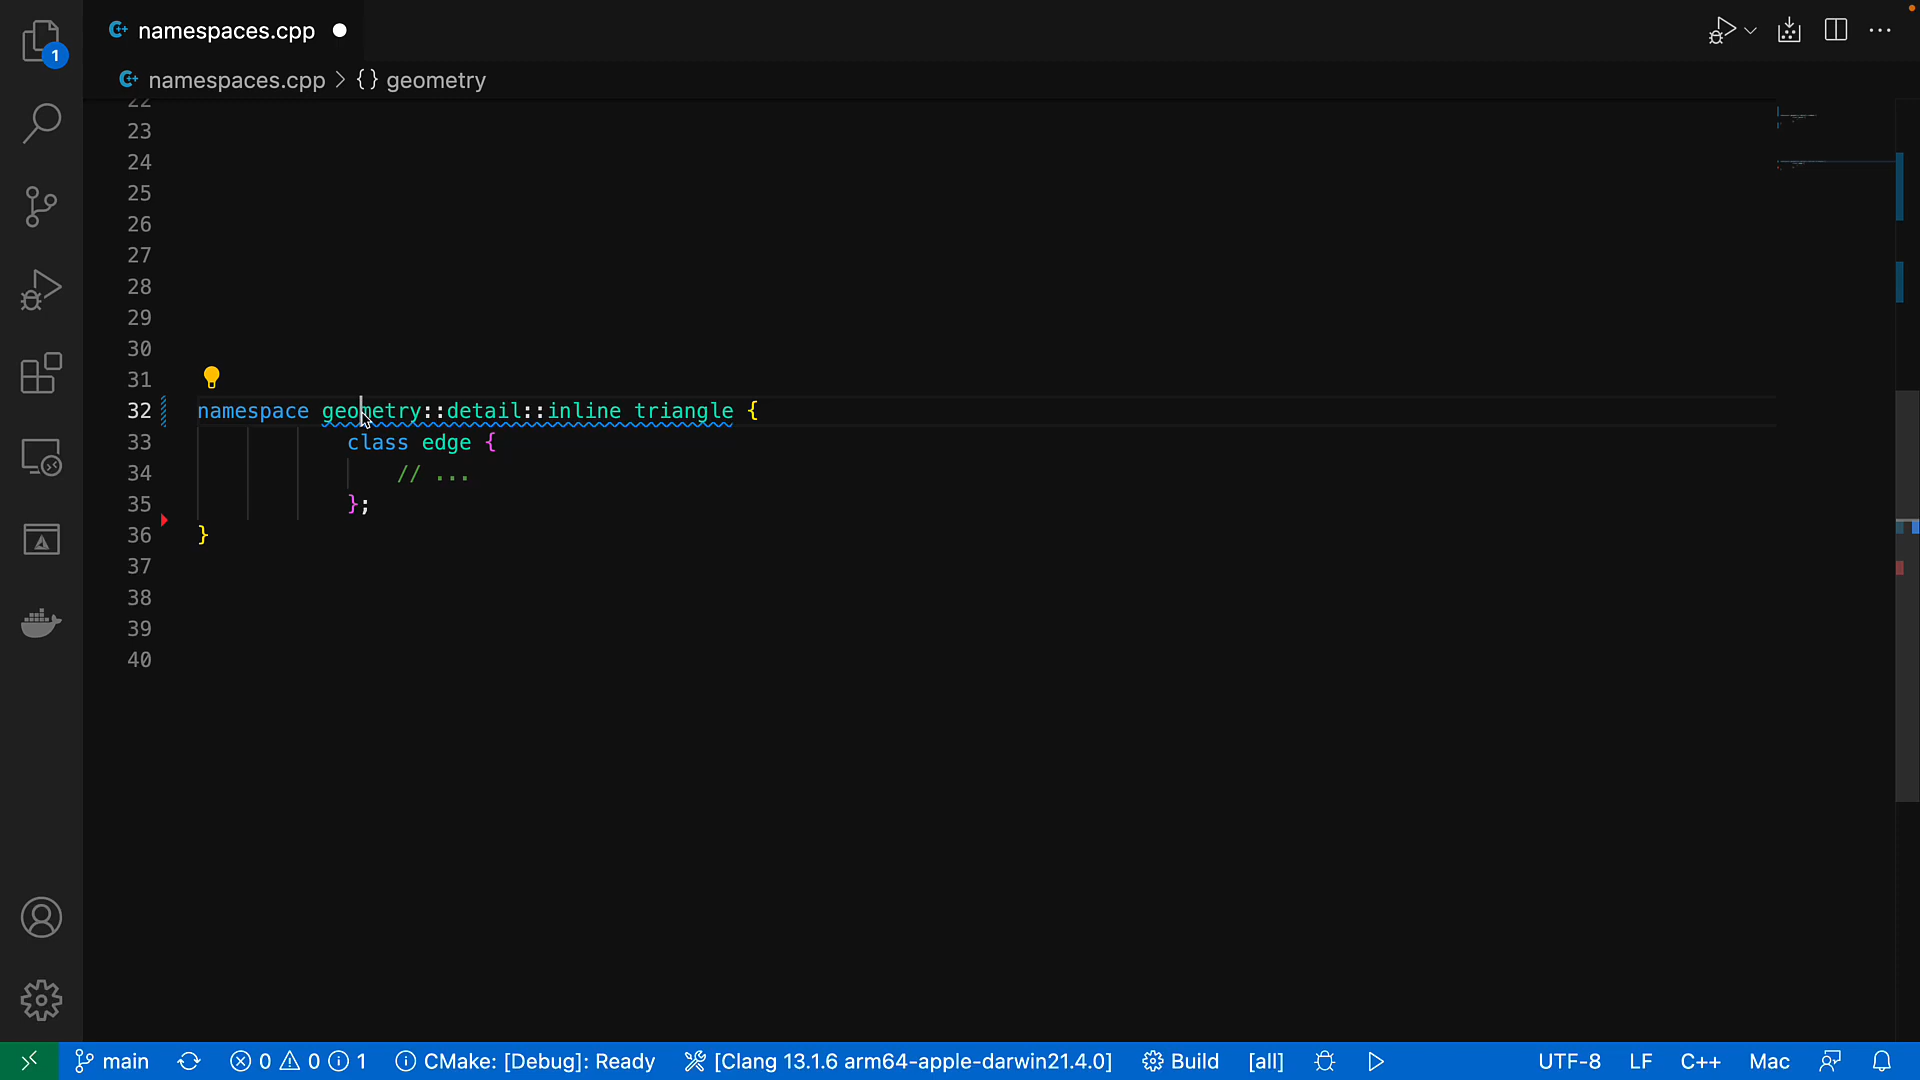 namespaces.cpp
1
namespaces.cpp > {} geometry
22
23
24
25
26
27
28
29
30
31
32 namespace geometry::detail::inline triangle {
33 class edge {
34 // ...
35 };
36 }
37
38
39
40
main 0 0 1 CMake: [Debug]: Ready [Clang 13.1.6 arm64-apple-darwin21.4.0] Build [all] UTF-8 LF C++ Mac